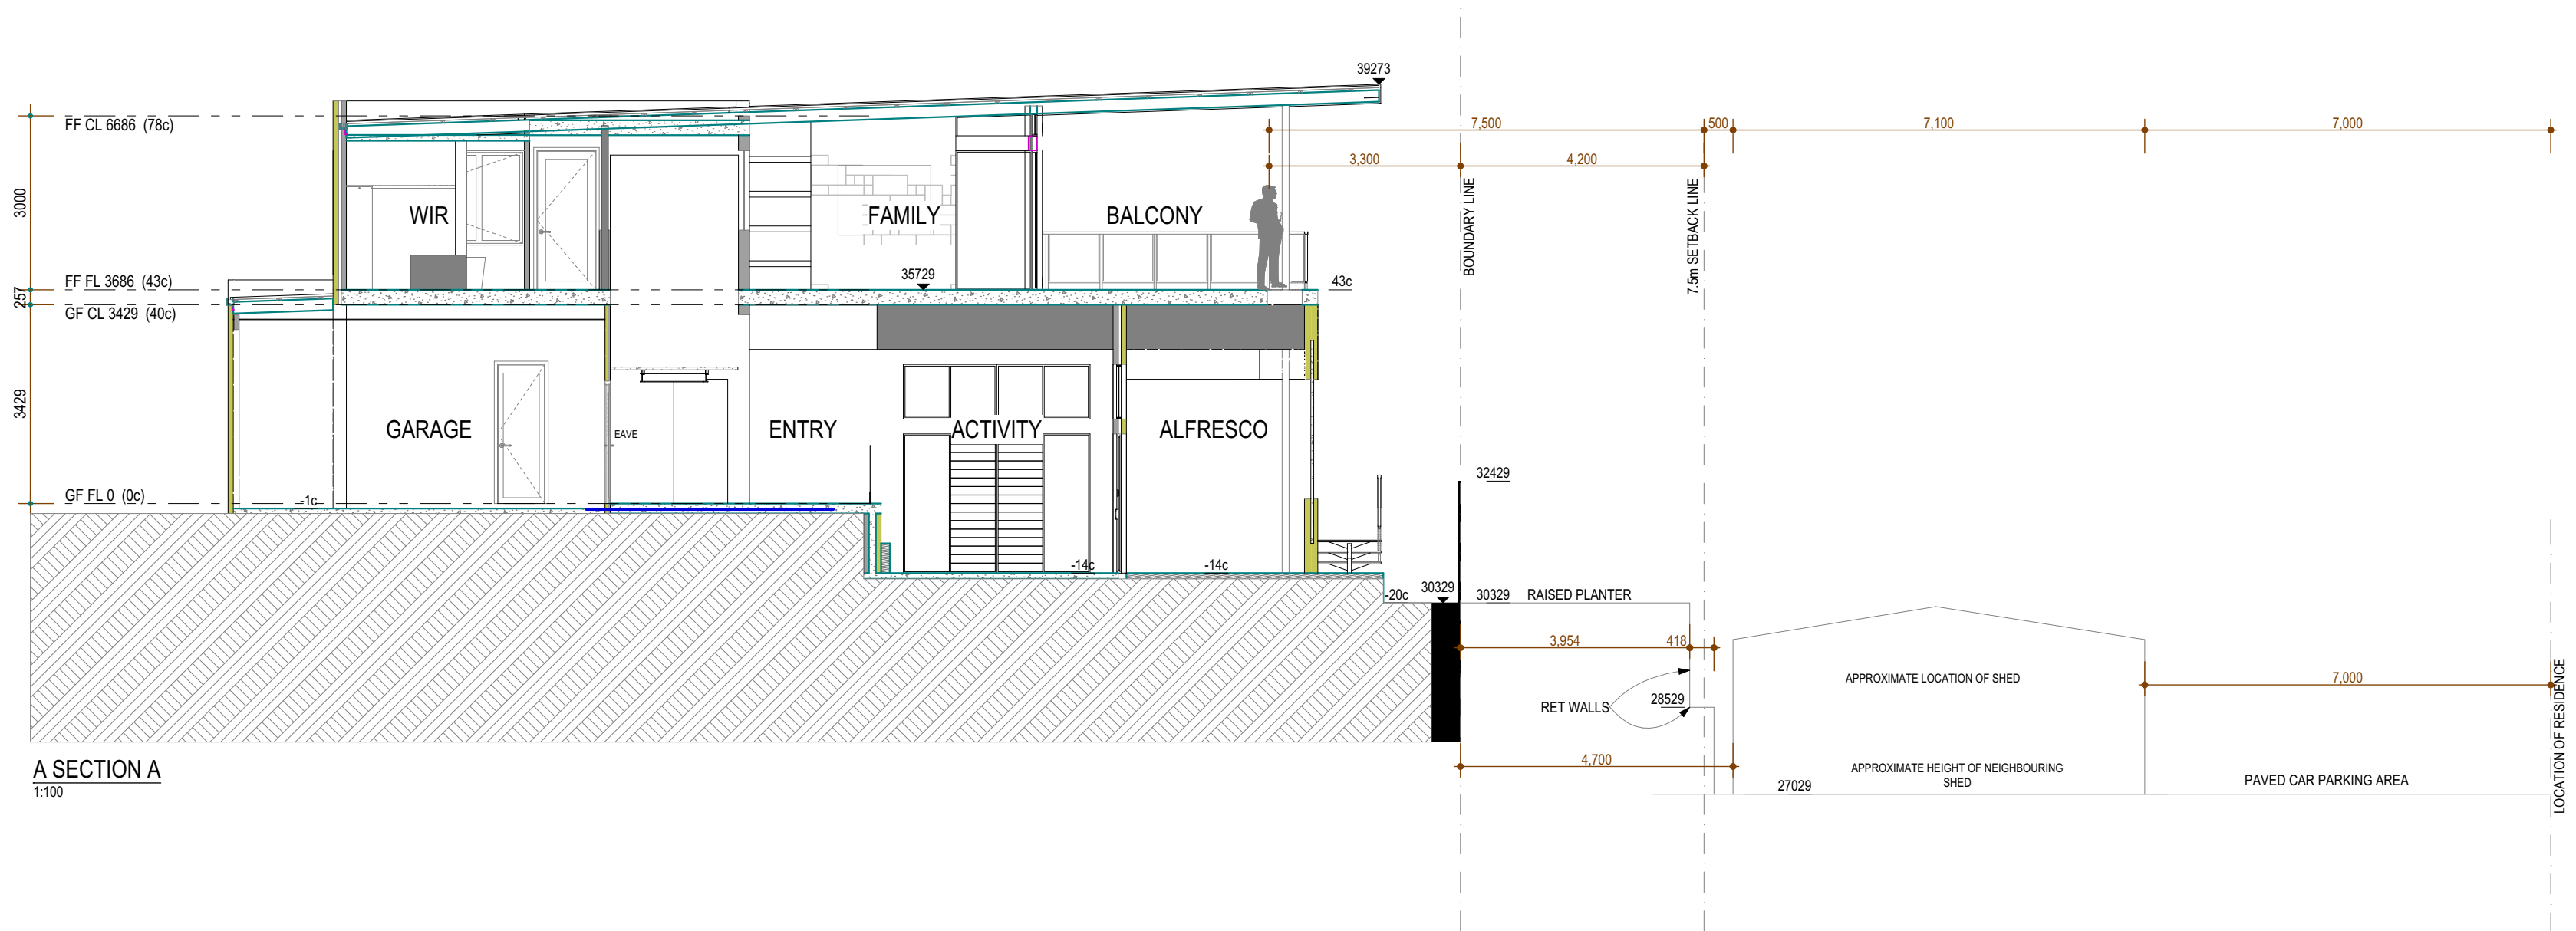 39273
FF CL 6686 (78c)
7,500
500
7,100
7,000
3,300
4,200
3000
WIR
FAMILY
BALCONY
BOUNDARY LINE
7.5m SETBACK LINE
FF FL 3686 (43c)
35729
43c
257
GF CL 3429 (40c)
3429
GARAGE
EAVE
ENTRY
ACTIVITY
ALFRESCO
32429
GF FL 0 (0c)
-1c
-14c
-14c
-20c
30329
30329
RAISED PLANTER
3,954
418
APPROXIMATE LOCATION OF SHED
7,000
RET WALLS
28529
LOCATION OF RESIDENCE
A SECTION A
1:100
4,700
APPROXIMATE HEIGHT OF NEIGHBOURING
SHED
27029
PAVED CAR PARKING AREA